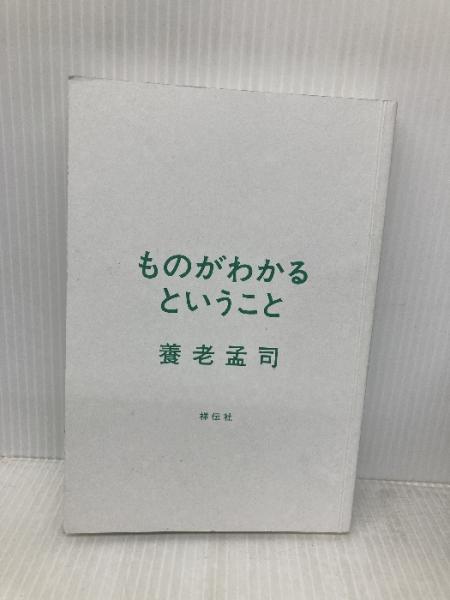 ものがわかる
ということ
養老孟司
祥伝社